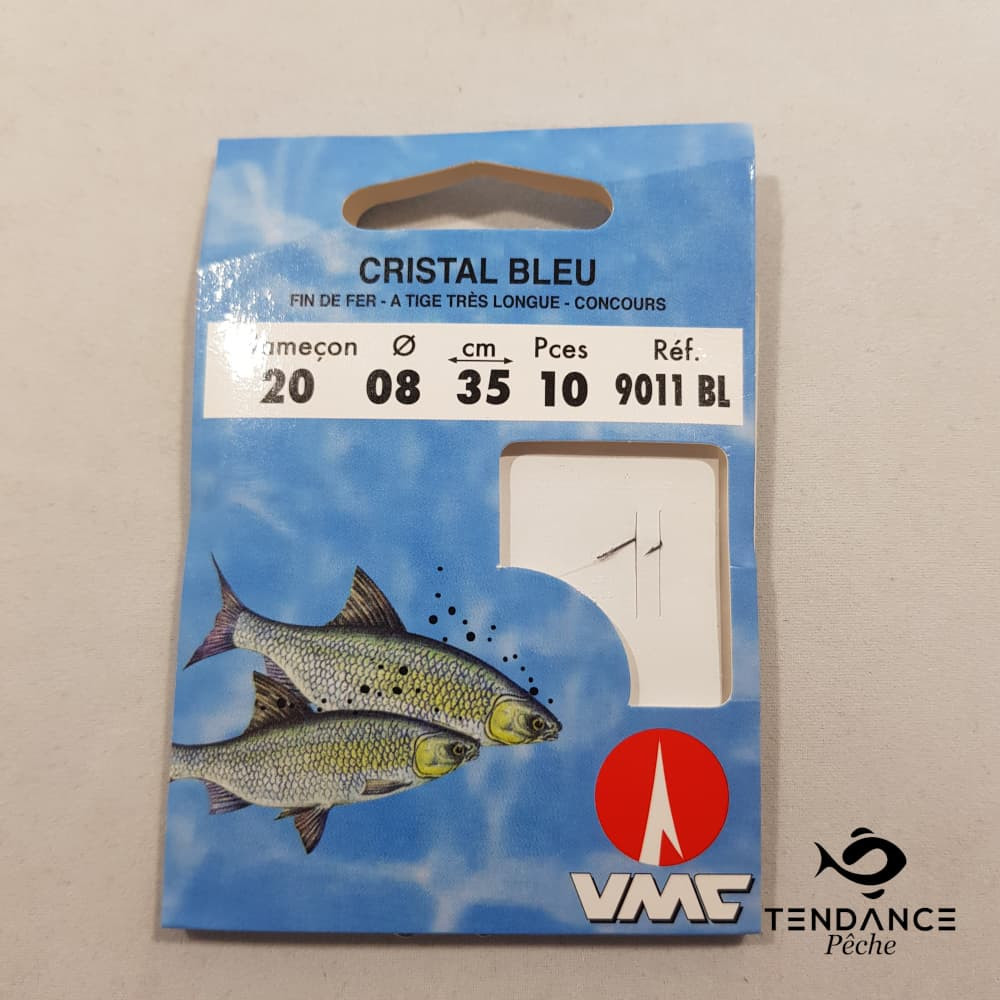 CRISTAL BLEU
FIN DE FER - A TIGE TRÈS LONGUE - CONCOURS
Ø cm Pces Réf.
20 08 35 10 9011 BL
VMC
TENDANCE
Pêche